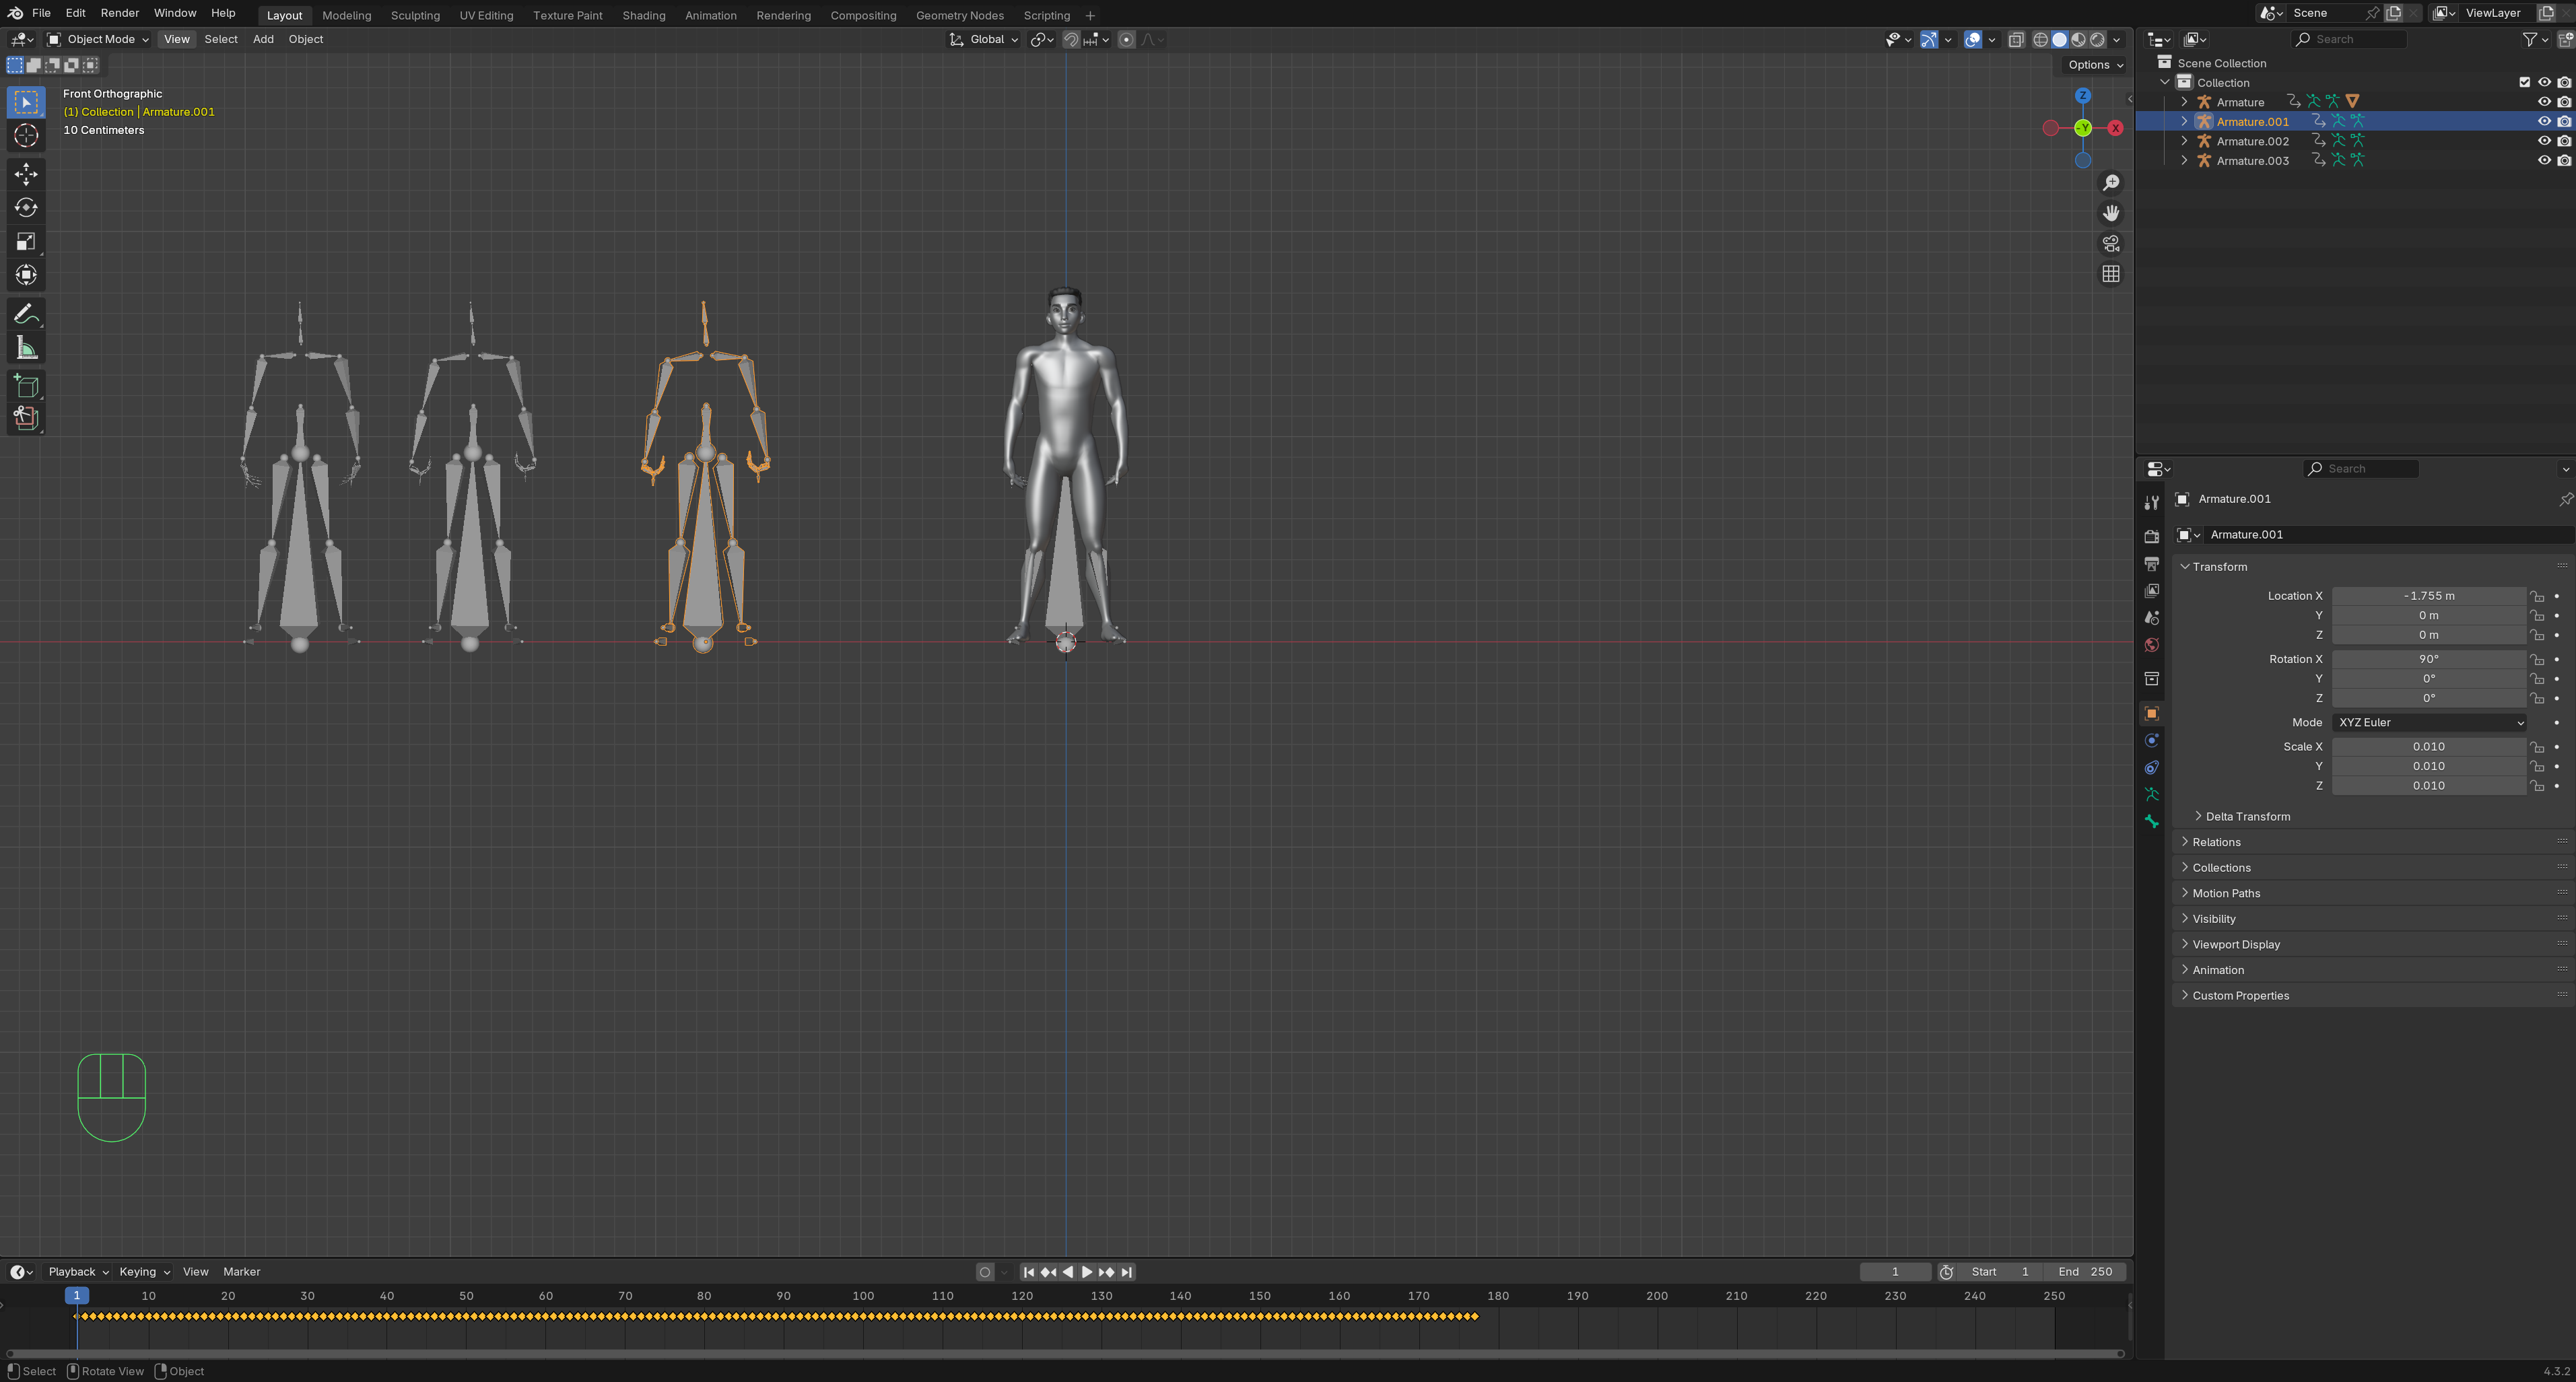 File Edit Render Window Help Layout Modeling Sculpting UV Editing Texture Paint Shading Animation Rendering Compositing Geometry Nodes Scripting + Scene ViewLayer
Object Mode View Select Add Object Global Search
Options
Front Orthographic
(1) Collection | Armature.001
10 Centimeters
Z
-Y
X
Scene Collection
Collection
Armature
Armature.001
Armature.002
Armature.003
Search
Armature.001
Armature.001
Transform
Location X -1.755 m
Y 0 m
Z 0 m
Rotation X 90°
Y 0°
Z 0°
Mode XYZ Euler
Scale X 0.010
Y 0.010
Z 0.010
Delta Transform
Relations
Collections
Motion Paths
Visibility
Viewport Display
Animation
Custom Properties
Playback Keying View Marker 1 Start 1 End 250
1 10 20 30 40 50 60 70 80 90 100 110 120 130 140 150 160 170 180 190 200 210 220 230 240 250
Select Rotate View Object 4.3.2